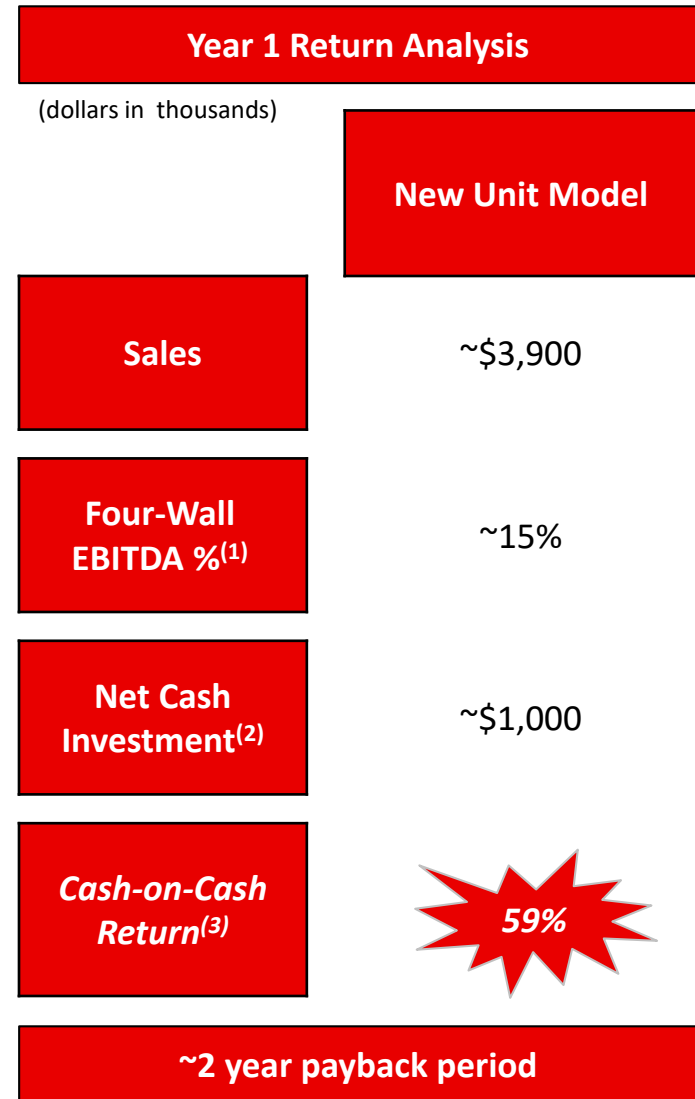 Year 1 Return Analysis
(dollars in thousands)
New Unit Model
Sales
~$3,900
Four-Wall
EBITDA %(1)
~15%
Net Cash
Investment(2)
~$1,000
Cash-on-Cash
Return(3)
59%
~2 year payback period